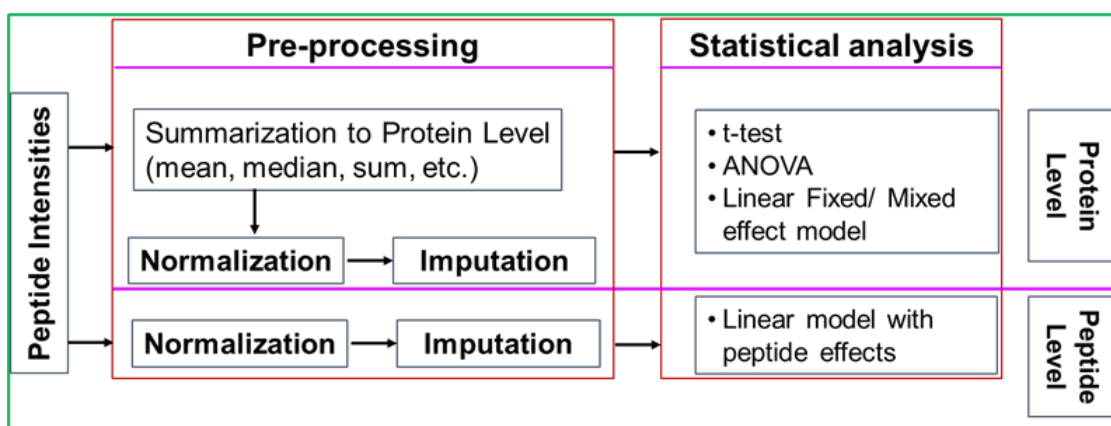 Pre-processing
Statistical analysis
Peptide Intensities
Summarization to Protein Level
(mean, median, sum, etc.)
Normalization
Imputation
• t-test
• ANOVA
• Linear Fixed/ Mixed
effect model
Protein
Level
Normalization
Imputation
• Linear model with
peptide effects
Peptide
Level